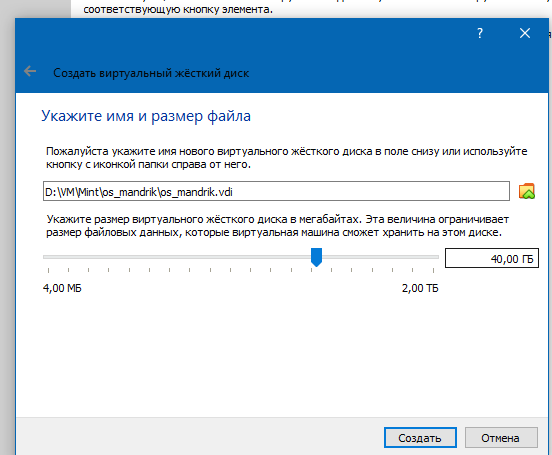 соответствующую кнопку элемента.
?
Создать виртуальный жёсткий диск
Укажите имя и размер файла
Пожалуйста укажите имя нового виртуального жёсткого диска в поле снизу или используйте
кнопку с иконкой папки справа от него.
D:\VM\Mint\os_mandrik\os_mandrik.vdi
Укажите размер виртуального жёсткого диска в мегабайтах. Эта величина ограничивает
размер файловых данных, которые виртуальная машина сможет хранить на этом диске.
40,00 ГБ
4,00 МБ
2,00 ТБ
Создать
Отмена